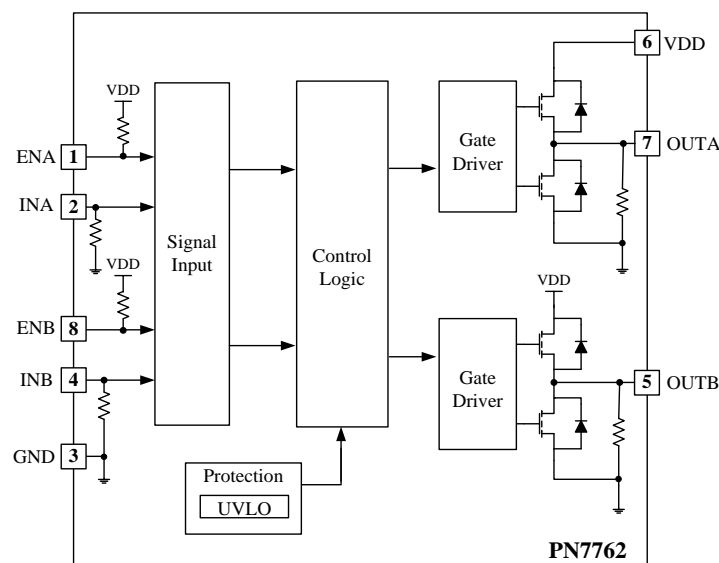 6 VDD
VDD
ENA 1
7 OUTA
Gate
Driver
INA 2
Signal
Input
Control
Logic
VDD
VDD
ENB 8
INB 4
Gate
Driver
5 OUTB
GND 3
Protection
UVLO
PN7762